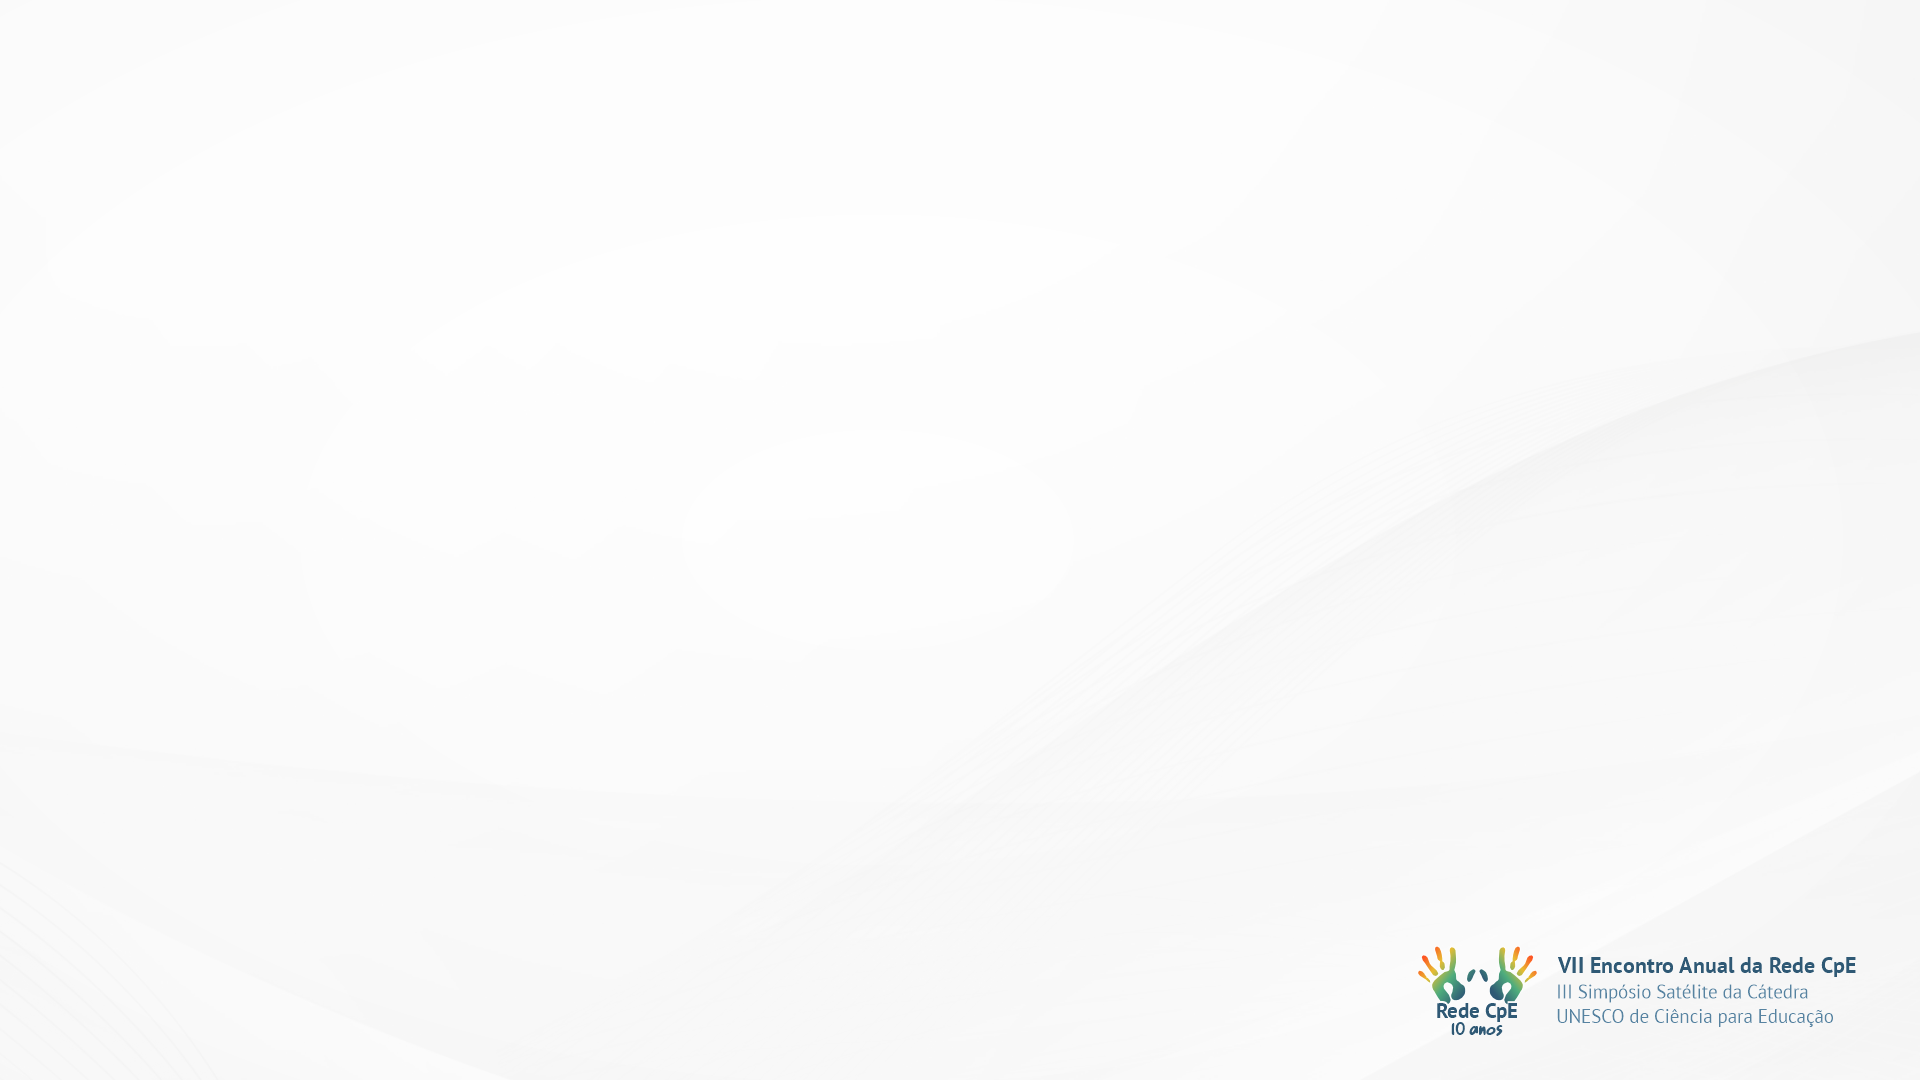 VII Encontro Anual da Rede CpE
III Simpósio Satélite da Cátedra
UNESCO de Ciência para Educação
Rede CpE
10 anos